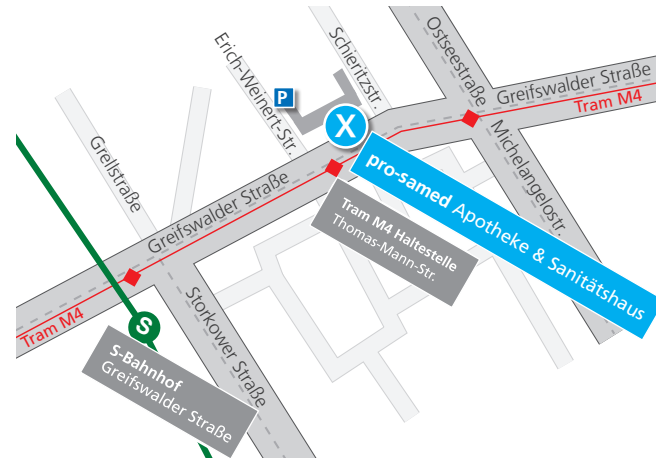 Ostseestraße
Schieritzstr.
Erich-Weinert-Str.
Greifswalder Straße
Tram M4
P
X
Grellstraße
Michelangelostr.
pro-samed Apotheke & Sanitätshaus
Greifswalder Straße
Tram M4 Haltestelle
Thomas-Mann-Str.
Tram M4
S
Storkower Straße
S-Bahnhof
Greifswalder Straße